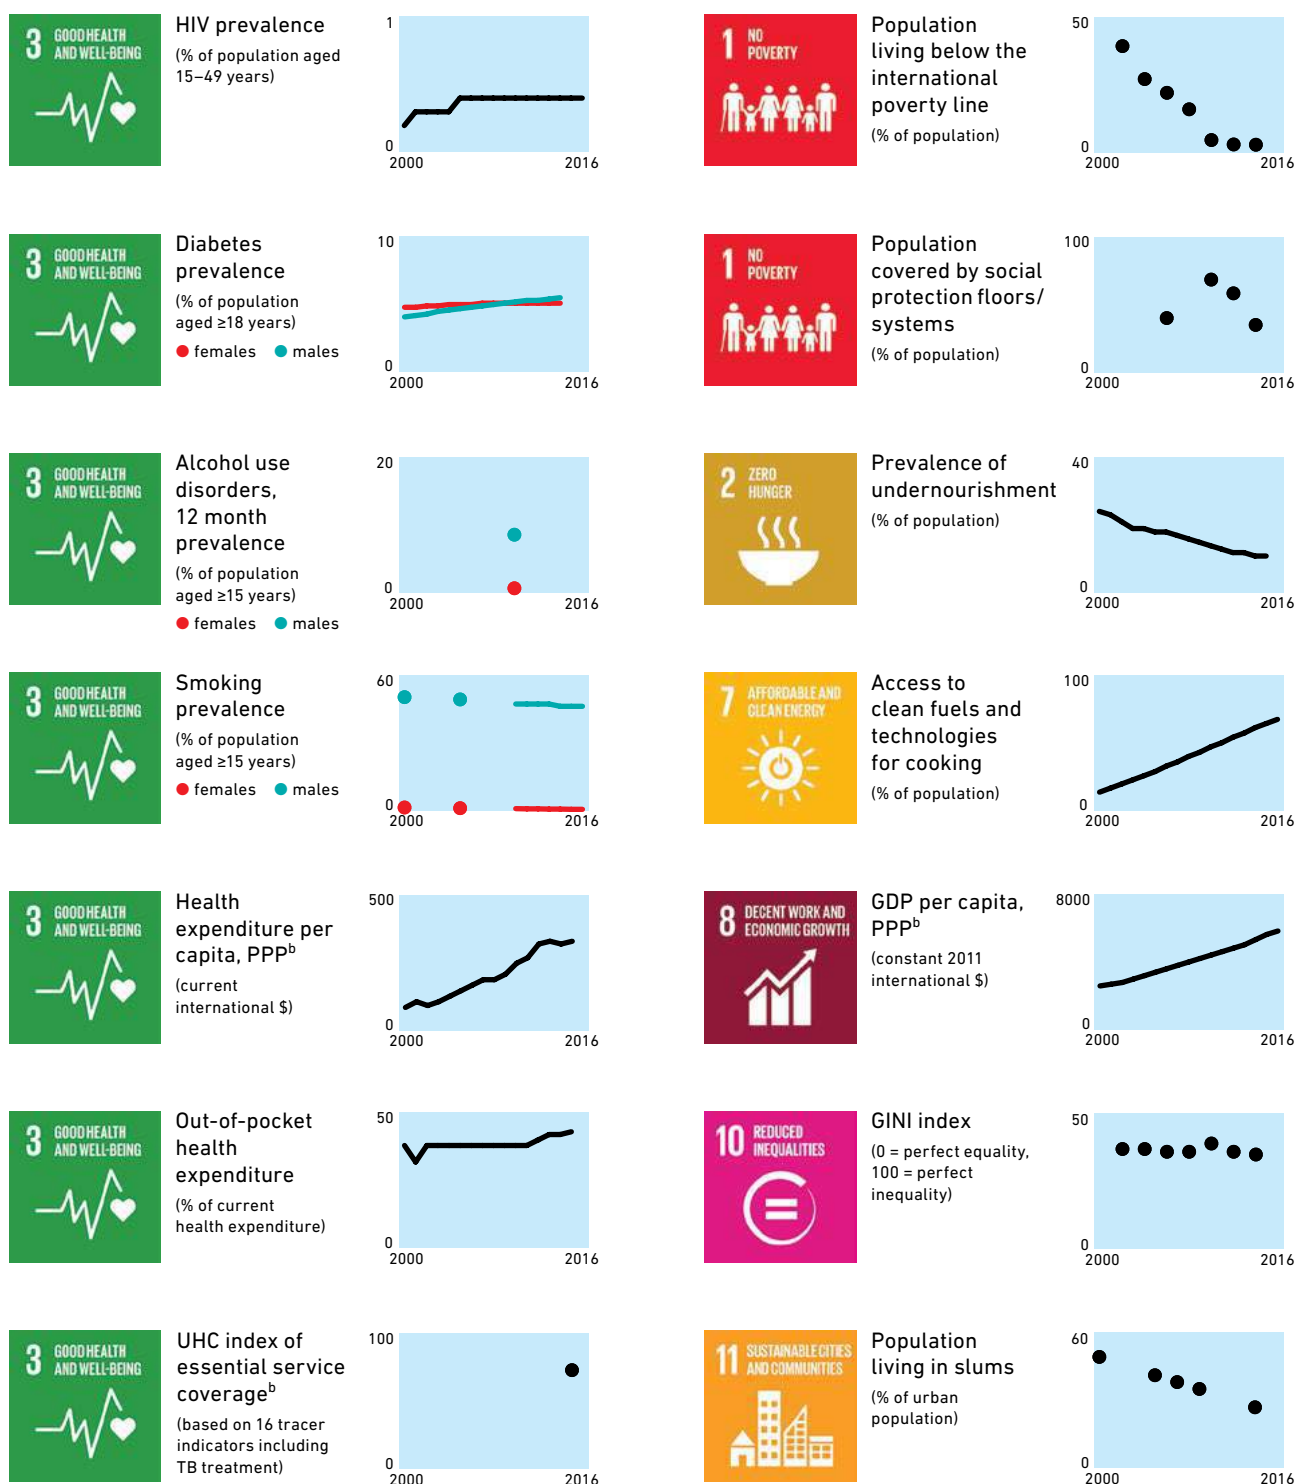 3 GOOD HEALTH
AND WELL-BEING
HIV prevalence
(% of population aged
15–49 years)
1
0
2000 2016
3 GOOD HEALTH
AND WELL-BEING
Diabetes
prevalence
(% of population
aged ≥18 years)
females males
10
0
2000 2016
3 GOOD HEALTH
AND WELL-BEING
Alcohol use
disorders,
12 month
prevalence
(% of population
aged ≥15 years)
females males
20
0
2000 2016
3 GOOD HEALTH
AND WELL-BEING
Smoking
prevalence
(% of population
aged ≥15 years)
females males
60
0
2000 2016
3 GOOD HEALTH
AND WELL-BEING
Health
expenditure per
capita, PPPᵇ
(current
international $)
500
0
2000 2016
3 GOOD HEALTH
AND WELL-BEING
Out-of-pocket
health
expenditure
(% of current
health expenditure)
50
0
2000 2016
3 GOOD HEALTH
AND WELL-BEING
UHC index of
essential service
coverageᵇ
(based on 16 tracer
indicators including
TB treatment)
100
0
2000 2016
1 NO
POVERTY
Population
living below the
international
poverty line
(% of population)
50
0
2000 2016
1 NO
POVERTY
Population
covered by social
protection floors/
systems
(% of population)
100
0
2000 2016
2 ZERO
HUNGER
Prevalence of
undernourishment
(% of population)
40
0
2000 2016
7 AFFORDABLE AND
CLEAN ENERGY
Access to
clean fuels and
technologies
for cooking
(% of population)
100
0
2000 2016
8 DECENT WORK AND
ECONOMIC GROWTH
GDP per capita,
PPPᵇ
(constant 2011
international $)
8000
0
2000 2016
10 REDUCED
INEQUALITIES
GINI index
(0 = perfect equality,
100 = perfect
inequality)
50
0
2000 2016
11 SUSTAINABLE CITIES
AND COMMUNITIES
Population
living in slums
(% of urban
population)
60
0
2000 2016